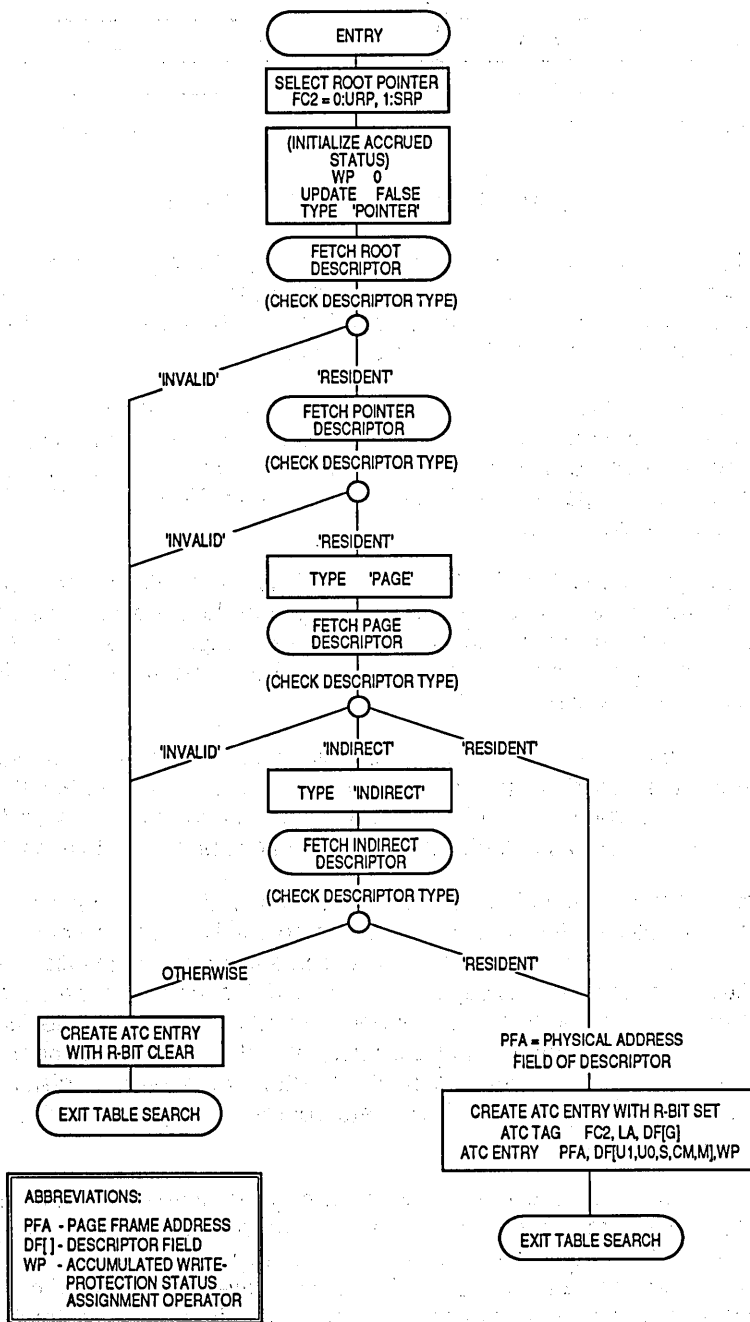 ENTRY
SELECT ROOT POINTER
FC2 = 0:URP, 1:SRP
(INITIALIZE ACCRUED
STATUS)
WP 0
UPDATE FALSE
TYPE 'POINTER'
FETCH ROOT
DESCRIPTOR
(CHECK DESCRIPTOR TYPE)
'INVALID'
'RESIDENT'
FETCH POINTER
DESCRIPTOR
(CHECK DESCRIPTOR TYPE)
'INVALID'
'RESIDENT'
TYPE 'PAGE'
FETCH PAGE
DESCRIPTOR
(CHECK DESCRIPTOR TYPE)
'INVALID'
'INDIRECT'
'RESIDENT'
TYPE 'INDIRECT'
FETCH INDIRECT
DESCRIPTOR
(CHECK DESCRIPTOR TYPE)
OTHERWISE
'RESIDENT'
CREATE ATC ENTRY
WITH R-BIT CLEAR
EXIT TABLE SEARCH
PFA = PHYSICAL ADDRESS
FIELD OF DESCRIPTOR
CREATE ATC ENTRY WITH R-BIT SET
ATC TAG FC2, LA, DF[G]
ATC ENTRY PFA, DF[U1,U0,S,CM,M],WP
EXIT TABLE SEARCH
ABBREVIATIONS:
PFA - PAGE FRAME ADDRESS
DF[ ] - DESCRIPTOR FIELD
WP - ACCUMULATED WRITE-
PROTECTION STATUS
ASSIGNMENT OPERATOR